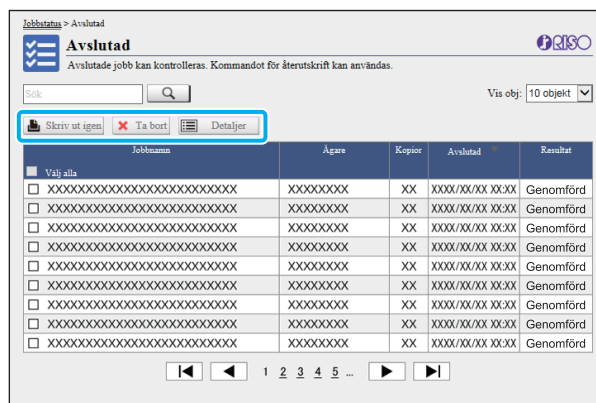 Jobbstatus > Avslutad
Avslutad
RISO
Avslutade jobb kan kontrolleras. Kommandot för återutskrift kan användas.
Sök
Vis obj: 10 objekt
Skriv ut igen Ta bort Detaljer
Jobbnamn Ägare Kopior Avslutad Resultat
Välj alla
XXXXXXXXXXXXXXXXXXXXXXXXX XXXXXXXX XX XXXX/XX/XX XX:XX Genomförd
XXXXXXXXXXXXXXXXXXXXXXXXX XXXXXXXX XX XXXX/XX/XX XX:XX Genomförd
XXXXXXXXXXXXXXXXXXXXXXXXX XXXXXXXX XX XXXX/XX/XX XX:XX Genomförd
XXXXXXXXXXXXXXXXXXXXXXXXX XXXXXXXX XX XXXX/XX/XX XX:XX Genomförd
XXXXXXXXXXXXXXXXXXXXXXXXX XXXXXXXX XX XXXX/XX/XX XX:XX Genomförd
XXXXXXXXXXXXXXXXXXXXXXXXX XXXXXXXX XX XXXX/XX/XX XX:XX Genomförd
XXXXXXXXXXXXXXXXXXXXXXXXX XXXXXXXX XX XXXX/XX/XX XX:XX Genomförd
XXXXXXXXXXXXXXXXXXXXXXXXX XXXXXXXX XX XXXX/XX/XX XX:XX Genomförd
XXXXXXXXXXXXXXXXXXXXXXXXX XXXXXXXX XX XXXX/XX/XX XX:XX Genomförd
1 2 3 4 5 ...